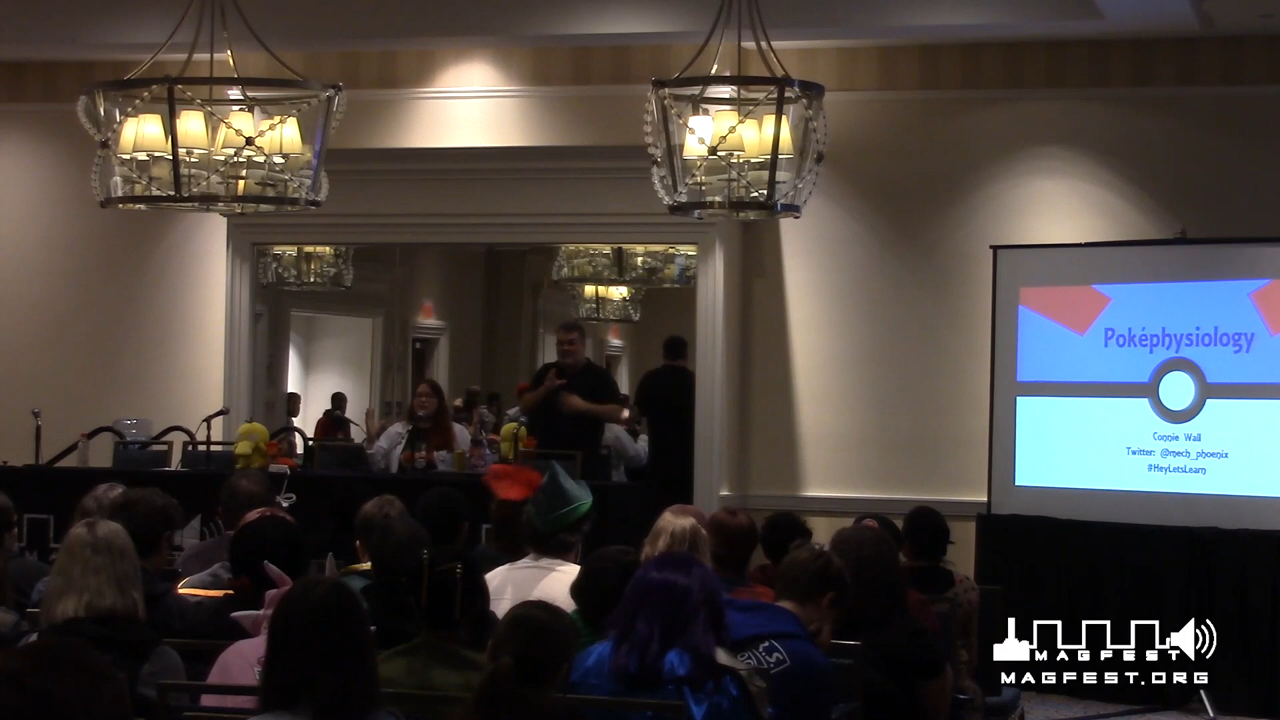 Poképhysiology
Connie Wall
Twitter: @mech_phoenix
#HeyLetsLearn
MAGFEST
MAGFEST.ORG